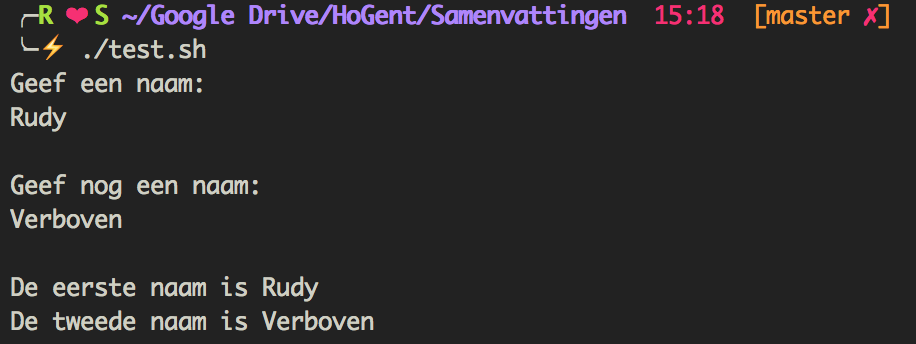 R ❤ S ~/Google Drive/HoGent/Samenvattingen 15:18 [master ✗]
⚡ ./test.sh
Geef een naam:
Rudy
Geef nog een naam:
Verboven
De eerste naam is Rudy
De tweede naam is Verboven